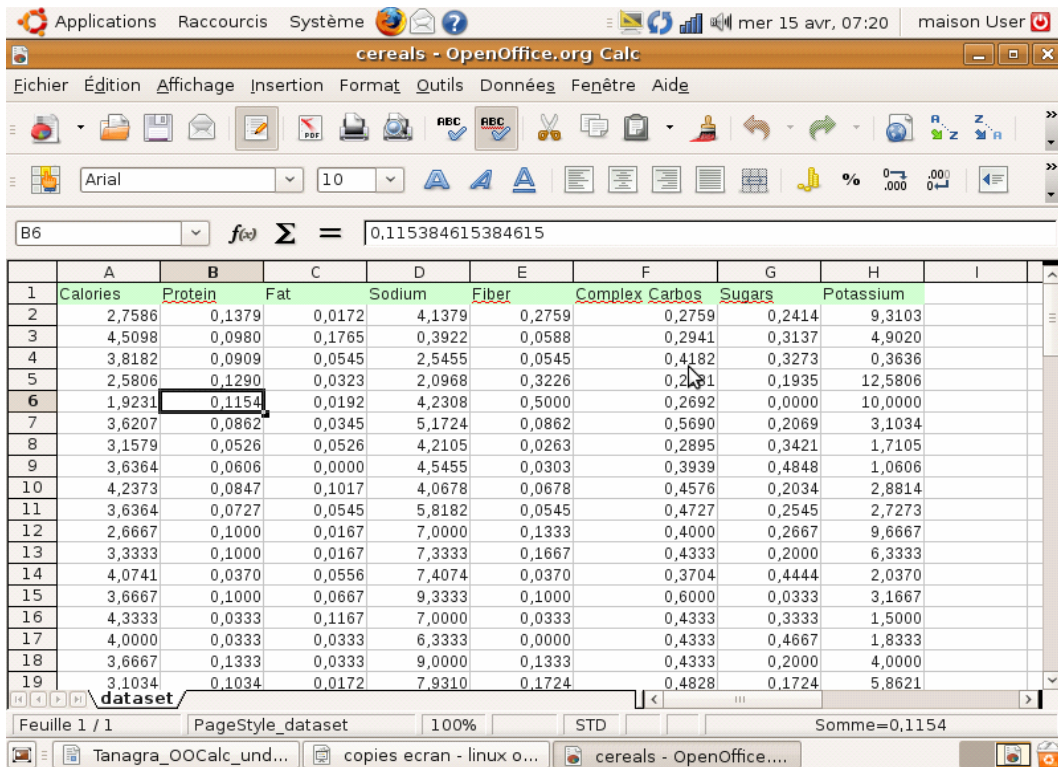 Applications Raccourcis Système mer 15 avr, 07:20 maison User
cereals - OpenOffice.org Calc
Fichier Édition Affichage Insertion Format Outils Données Fenêtre Aide
PDF ABC ABC A Z Z A
Arial 10 A A A % 0 .000 .000 0
B6 f(x) Σ = 0,115384615384615
A B C D E F G H I
1 Calories Protein Fat Sodium Fiber Complex Carbos Sugars Potassium
2 2,7586 0,1379 0,0172 4,1379 0,2759 0,2759 0,2414 9,3103
3 4,5098 0,0980 0,1765 0,3922 0,0588 0,2941 0,3137 4,9020
4 3,8182 0,0909 0,0545 2,5455 0,0545 0,4182 0,3273 0,3636
5 2,5806 0,1290 0,0323 2,0968 0,3226 0,1935 12,5806
6 1,9231 0,1154 0,0192 4,2308 0,5000 0,2692 0,0000 10,0000
7 3,6207 0,0862 0,0345 5,1724 0,0862 0,5690 0,2069 3,1034
8 3,1579 0,0526 0,0526 4,2105 0,0263 0,2895 0,3421 1,7105
9 3,6364 0,0606 0,0000 4,5455 0,0303 0,3939 0,4848 1,0606
10 4,2373 0,0847 0,1017 4,0678 0,0678 0,4576 0,2034 2,8814
11 3,6364 0,0727 0,0545 5,8182 0,0545 0,4727 0,2545 2,7273
12 2,6667 0,1000 0,0167 7,0000 0,1333 0,4000 0,2667 9,6667
13 3,3333 0,1000 0,0167 7,3333 0,1667 0,4333 0,2000 6,3333
14 4,0741 0,0370 0,0556 7,4074 0,0370 0,3704 0,4444 2,0370
15 3,6667 0,1000 0,0667 9,3333 0,1000 0,6000 0,0333 3,1667
16 4,3333 0,0333 0,1167 7,0000 0,0333 0,4333 0,3333 1,5000
17 4,0000 0,0333 0,0333 6,3333 0,0000 0,4333 0,4667 1,8333
18 3,6667 0,1333 0,0333 9,0000 0,1333 0,4333 0,2000 4,0000
19 3,1034 0,1034 0,0172 7,9310 0,1724 0,4828 0,1724 5,8621
dataset
Feuille 1 / 1 PageStyle_dataset 100% STD Somme=0,1154
Tanagra_OOCalc_und... copies ecran - linux o... cereals - OpenOffice....